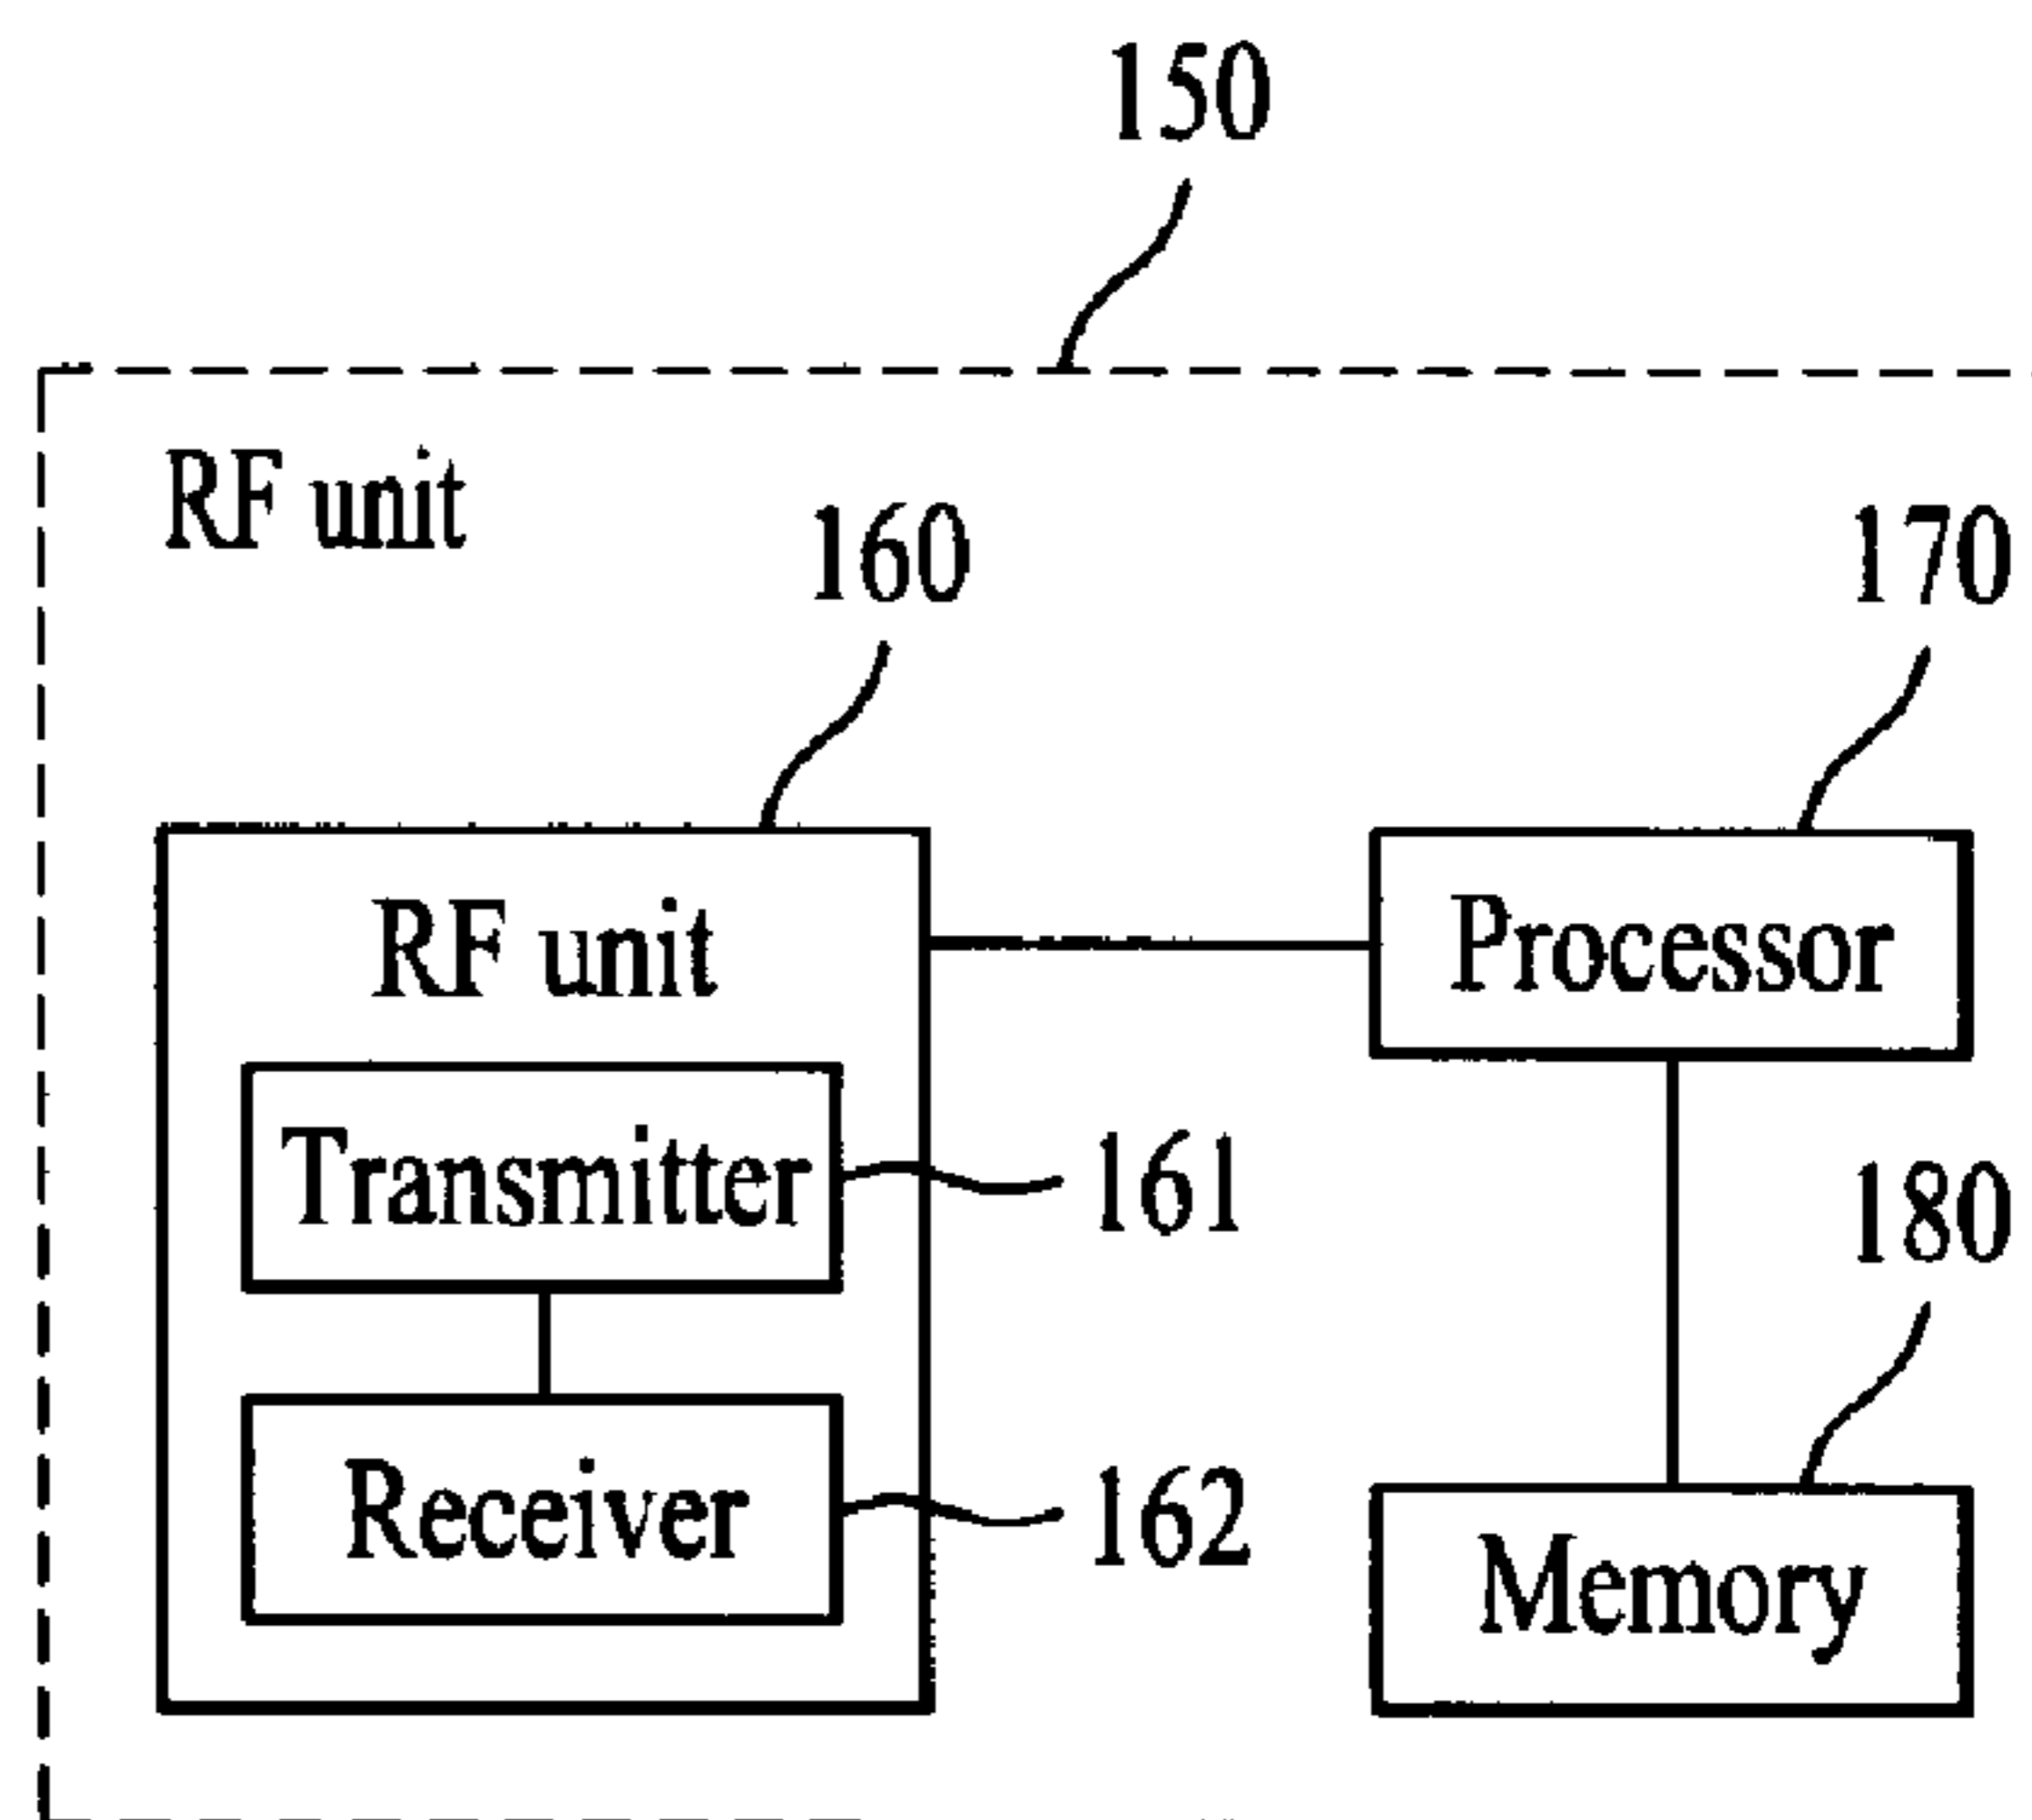 150
RF unit
160
170
RF unit
Processor
Transmitter
161
180
Receiver
162
Memory